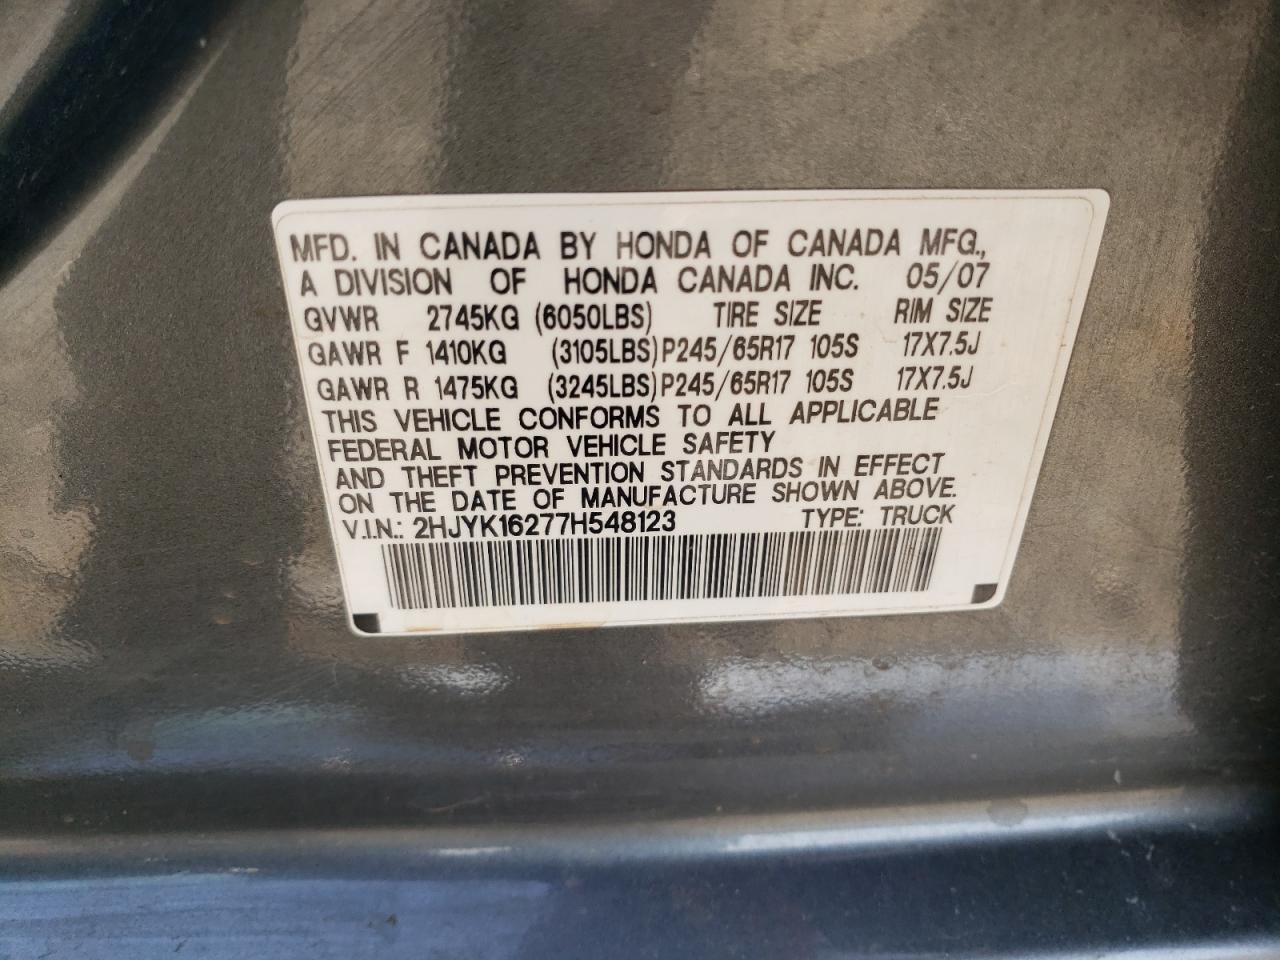 MFD. IN CANADA BY HONDA OF CANADA MFG.,
A DIVISION OF HONDA CANADA INC. 05/07
GVWR 2745KG (6050LBS) TIRE SIZE RIM SIZE
GAWR F 1410KG (3105LBS) P245/65R17 105S 17X7.5J
GAWR R 1475KG (3245LBS) P245/65R17 105S 17X7.5J
THIS VEHICLE CONFORMS TO ALL APPLICABLE
FEDERAL MOTOR VEHICLE SAFETY
AND THEFT PREVENTION STANDARDS IN EFFECT
ON THE DATE OF MANUFACTURE SHOWN ABOVE.
V.I.N.: 2HJYK16277H548123 TYPE: TRUCK